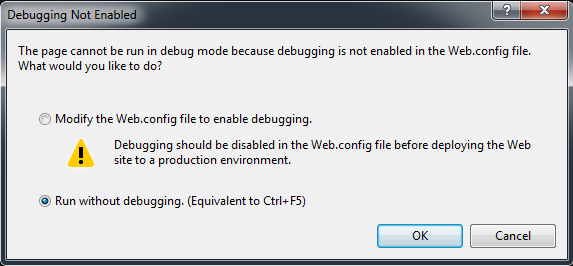 Debugging Not Enabled
The page cannot be run in debug mode because debugging is not enabled in the Web.config file.
What would you like to do?
Modify the Web.config file to enable debugging.
Debugging should be disabled in the Web.config file before deploying the Web
site to a production environment.
Run without debugging. (Equivalent to Ctrl+F5)
OK Cancel